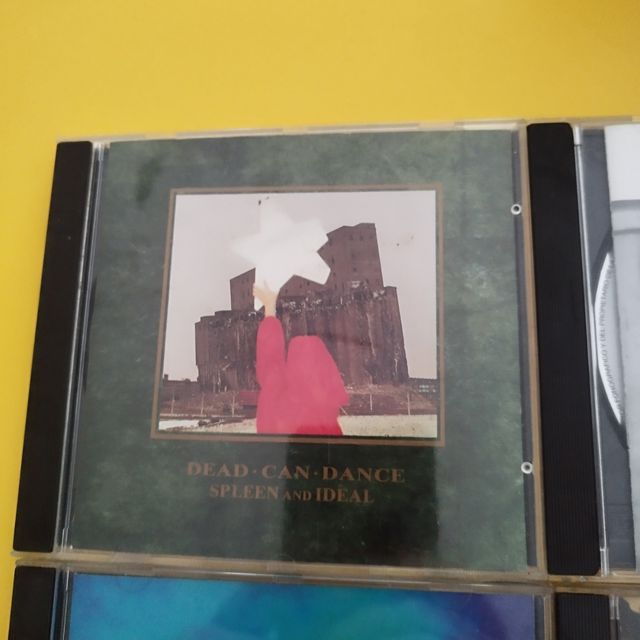 DEAD · CAN · DANCE
SPLEEN AND IDEAL